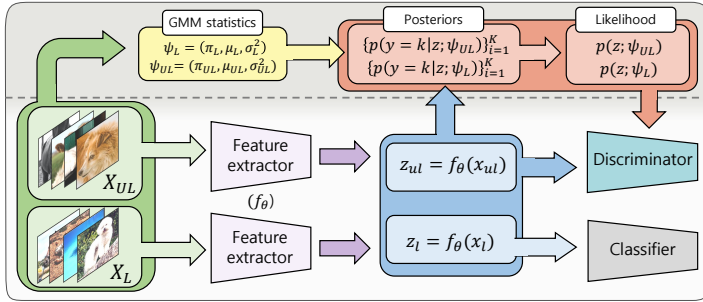 GMM statistics
ψ_L = (π_L, μ_L, σ_L^2)
ψ_UL = (π_UL, μ_UL, σ_UL^2)
Posteriors
{p(y = k|z; ψ_UL)}_{i=1}^K
{p(y = k|z; ψ_L)}_{i=1}^K
Likelihood
p(z; ψ_UL)
p(z; ψ_L)
X_UL
Feature
extractor
z_ul = f_θ(x_ul)
Discriminator
(f_θ)
X_L
Feature
extractor
z_l = f_θ(x_l)
Classifier